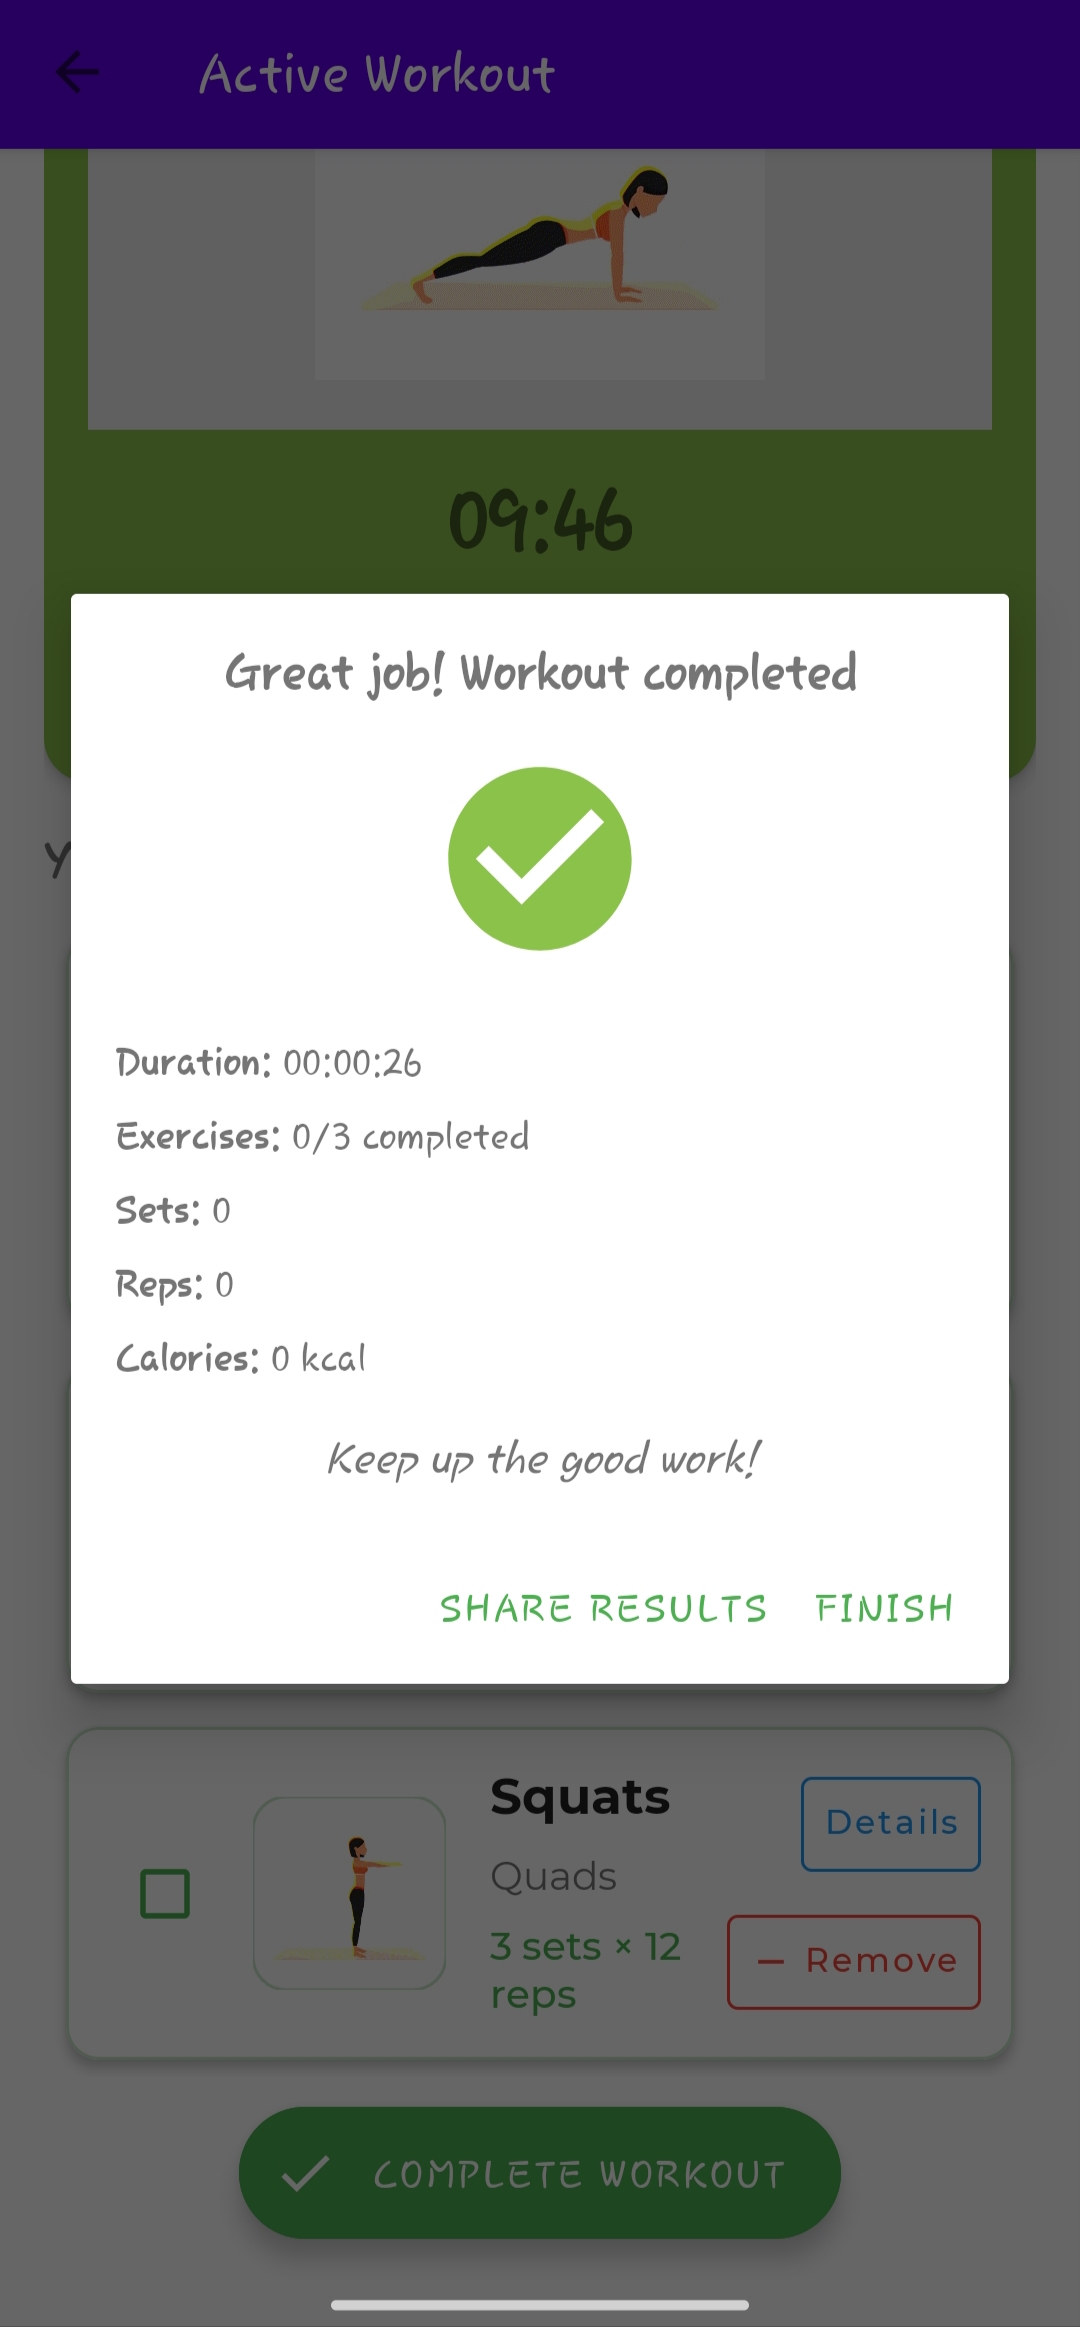 Active Workout
09:46
Great job! Workout completed
Y
Duration: 00:00:26
Exercises: 0/3 completed
Sets: 0
Reps: 0
Calories: 0 kcal
Keep up the good work!
SHARE RESULTS FINISH
Squats
Details
Quads
3 sets × 12
reps
Remove
COMPLETE WORKOUT